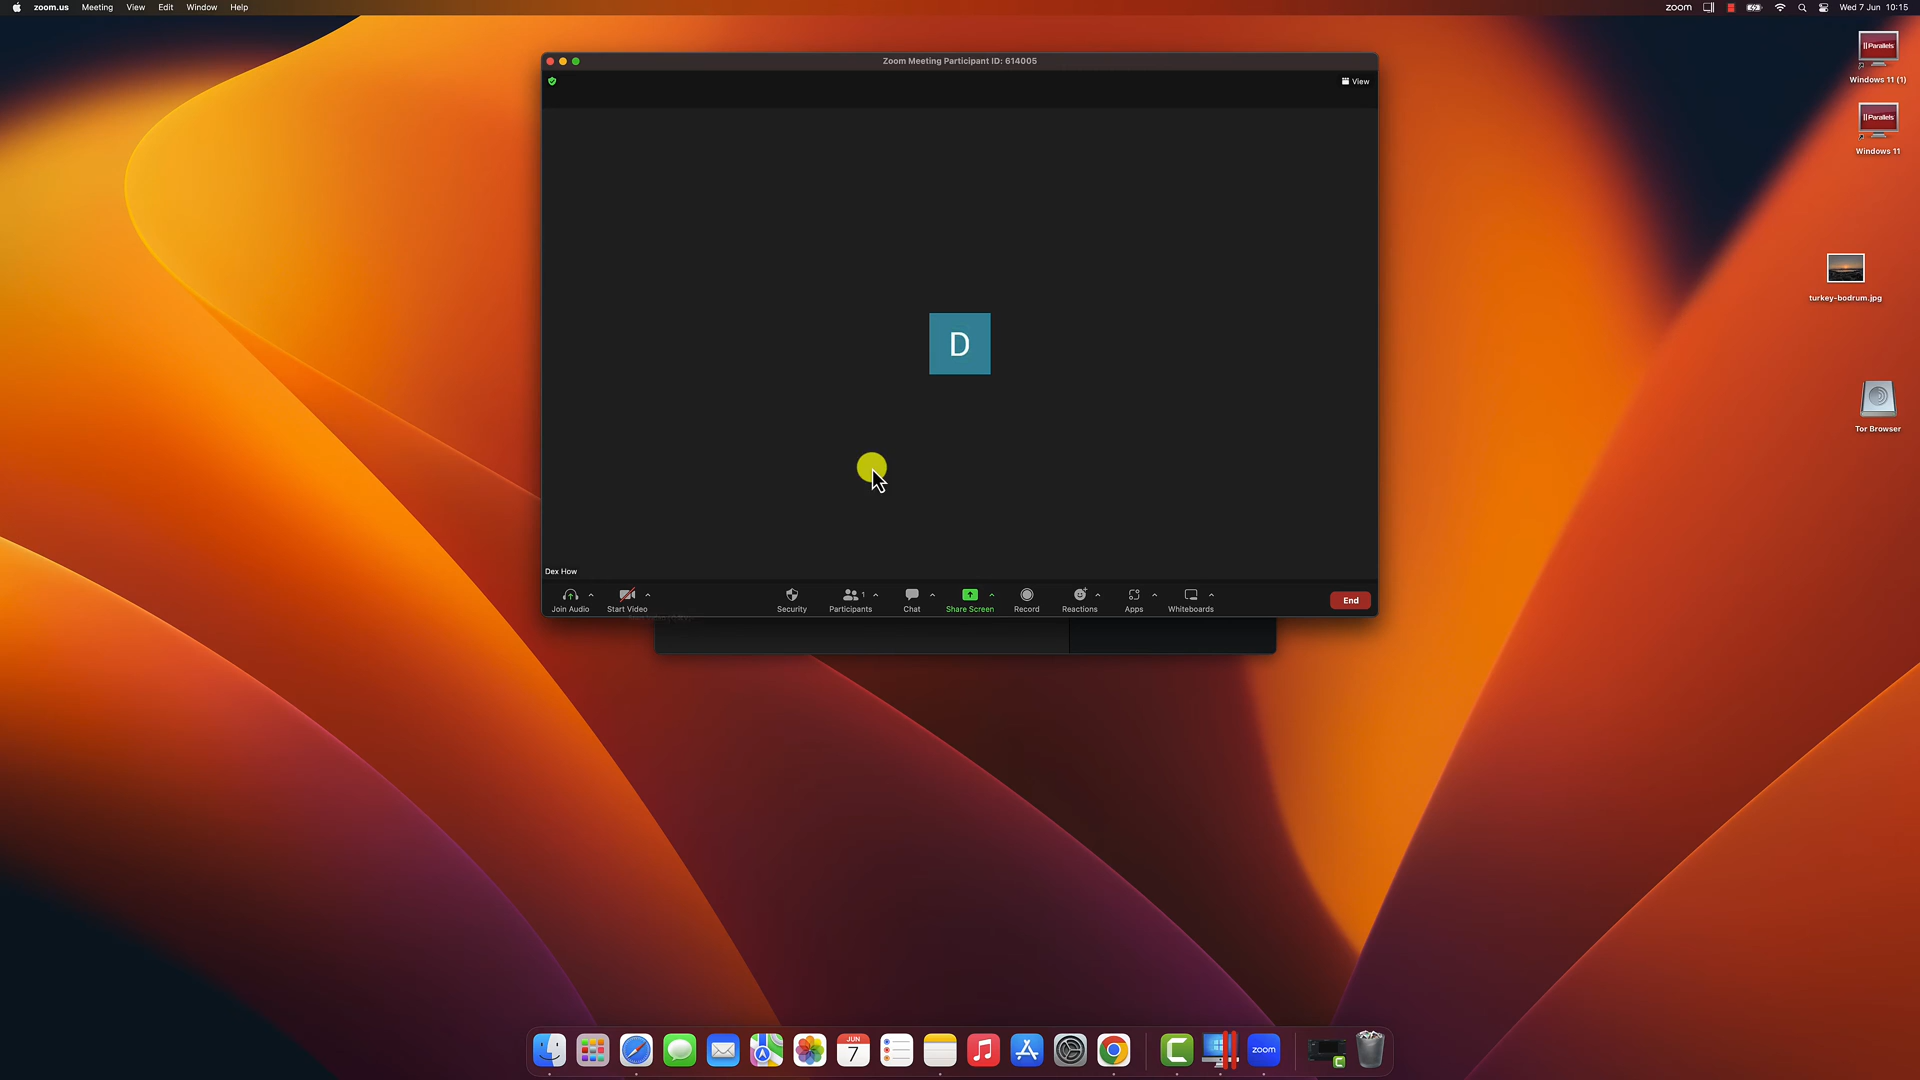 zoom.us Meeting View Edit Window Help
zoom Wed 7 Jun 10:15
Parallels
Windows 11 (1)
Parallels
Windows 11
turkey-bodrum.jpg
Tor Browser
Zoom Meeting Participant ID: 614005
View
D
Dex How
Join Audio Start Video Security Participants 1 Chat Share Screen Record Reactions Apps Whiteboards End
JUN
7
zoom